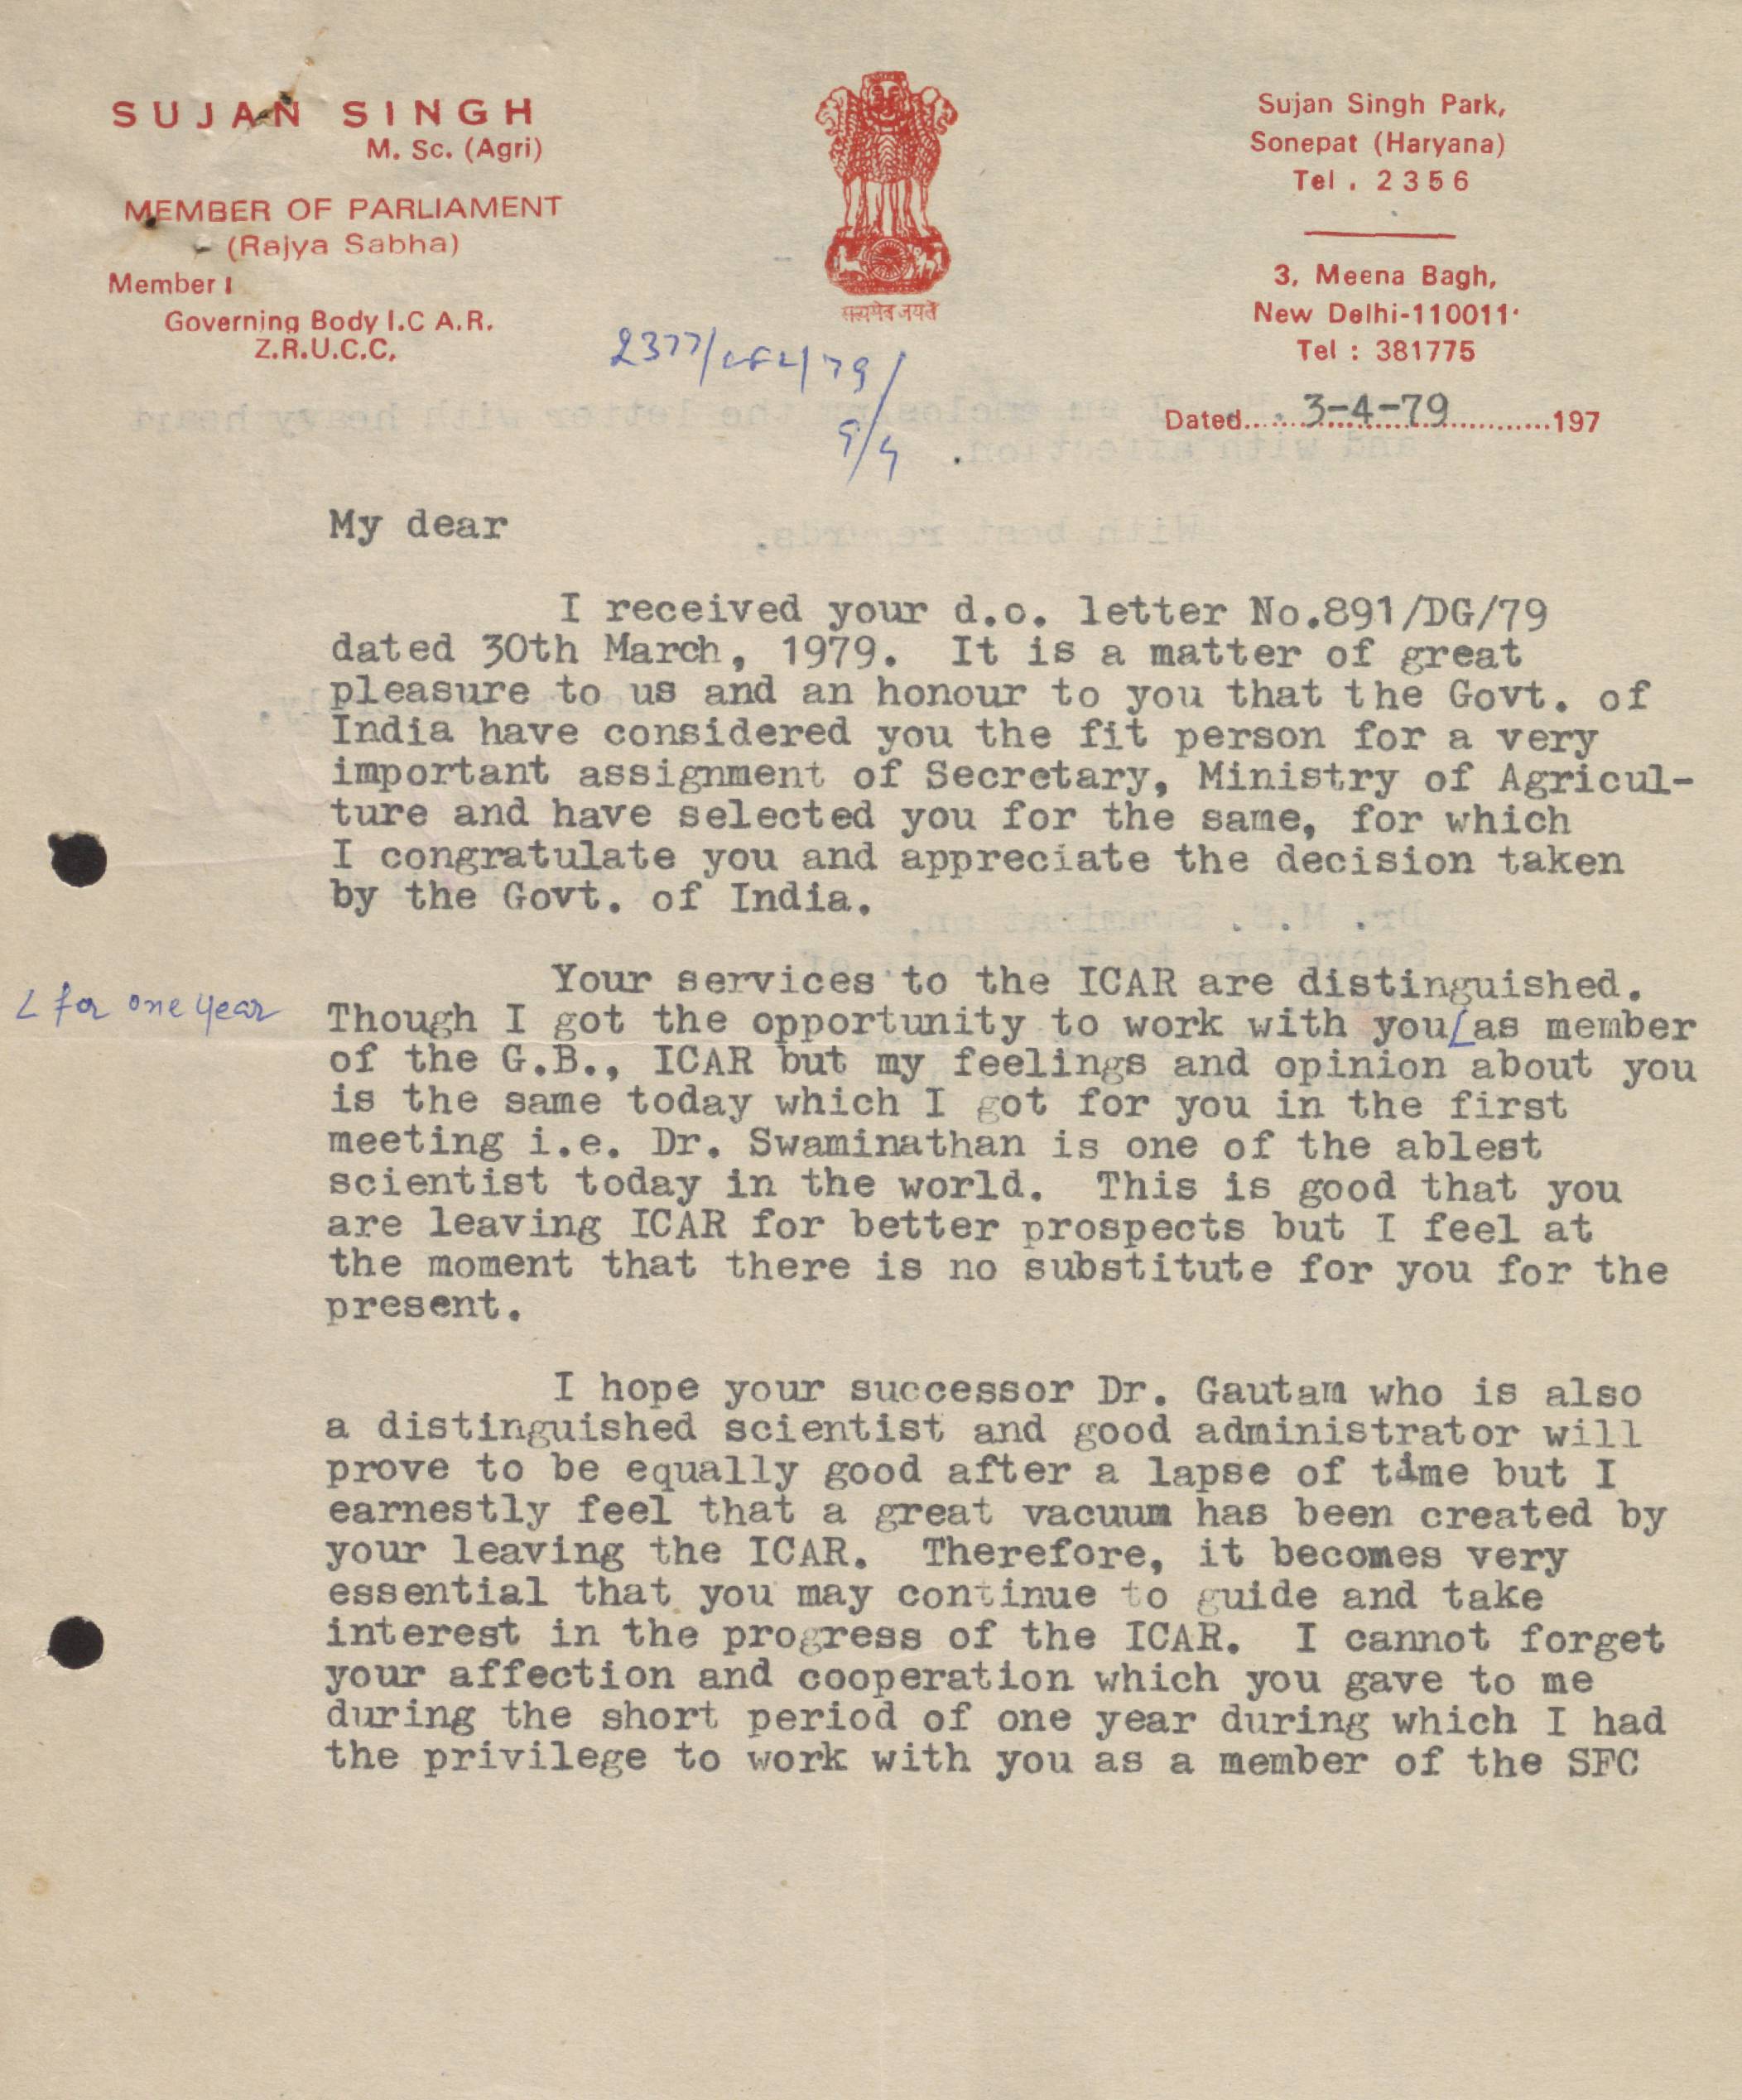 SUJAN SINGH
M. Sc. (Agri)
MEMBER OF PARLIAMENT
(Rajya Sabha)
Member :
Governing Body I.C A.R.
Z.R.U.C.C.
सत्यमेव जयते
Sujan Singh Park,
Sonepat (Haryana)
Tel . 2356
3, Meena Bagh,
New Delhi-110011.
Tel : 381775
Dated 3-4-79 197
9/4
My dear
I received your d.o. letter No.891/DG/79
dated 30th March, 1979. It is a matter of great
pleasure to us and an honour to you that the Govt. of
India have considered you the fit person for a very
important assignment of Secretary, Ministry of Agricul-
ture and have selected you for the same, for which
I congratulate you and appreciate the decision taken
by the Govt. of India.
Your services to the ICAR are distinguished.
for one year
Though I got the opportunity to work with you as member
of the G.B., ICAR but my feelings and opinion about you
is the same today which I got for you in the first
meeting i.e. Dr. Swaminathan is one of the ablest
scientist today in the world. This is good that you
are leaving ICAR for better prospects but I feel at
the moment that there is no substitute for you for the
present.
I hope your successor Dr. Gautam who is also
a distinguished scientist and good administrator will
prove to be equally good after a lapse of time but I
earnestly feel that a great vacuum has been created by
your leaving the ICAR. Therefore, it becomes very
essential that you may continue to guide and take
interest in the progress of the ICAR. I cannot forget
your affection and cooperation which you gave to me
during the short period of one year during which I had
the privilege to work with you as a member of the SFC